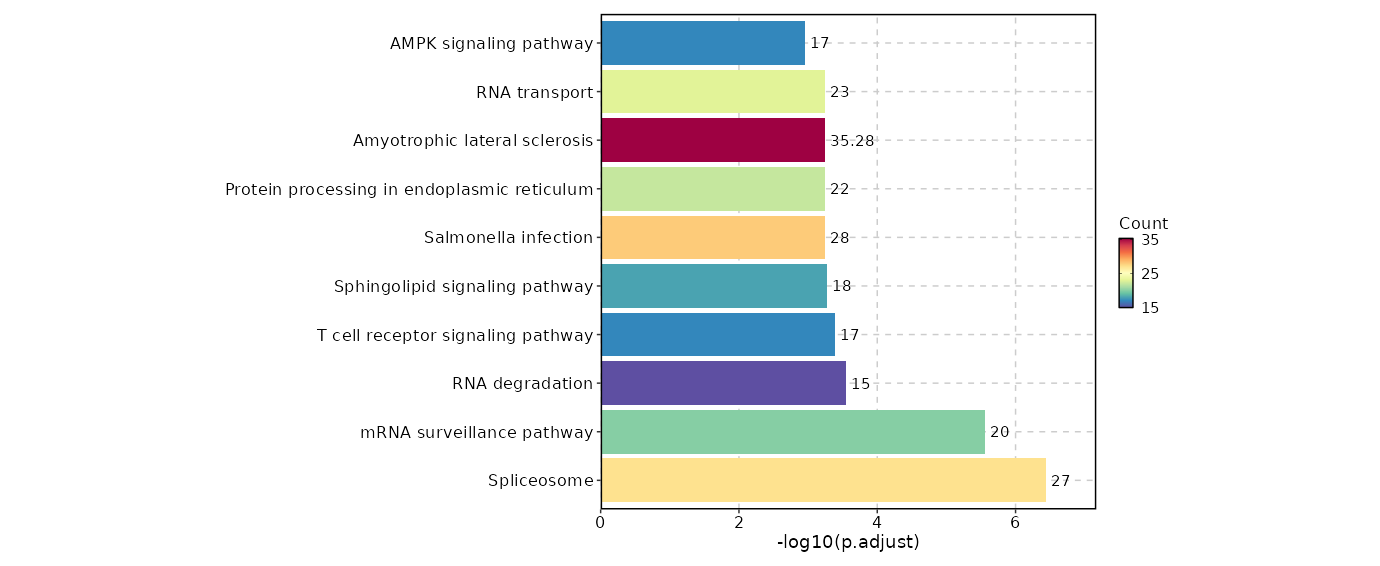 AMPK signaling pathway 17
RNA transport 23
Amyotrophic lateral sclerosis 35.28
Protein processing in endoplasmic reticulum 22
Salmonella infection 28
Sphingolipid signaling pathway 18
T cell receptor signaling pathway 17
RNA degradation 15
mRNA surveillance pathway 20
Spliceosome 27
0 2 4 6
-log10(p.adjust)
Count
35
25
15